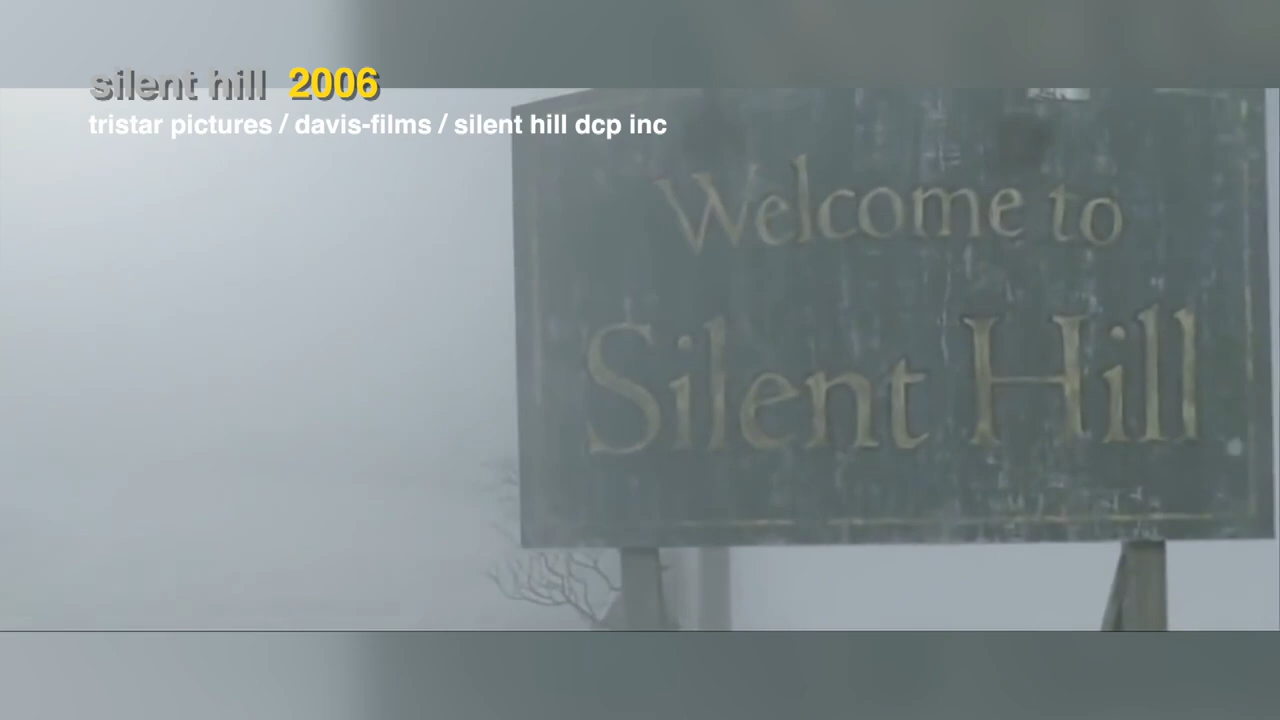 silent hill 2006
tristar pictures / davis-films / silent hill dcp inc
Welcome to
Silent Hill